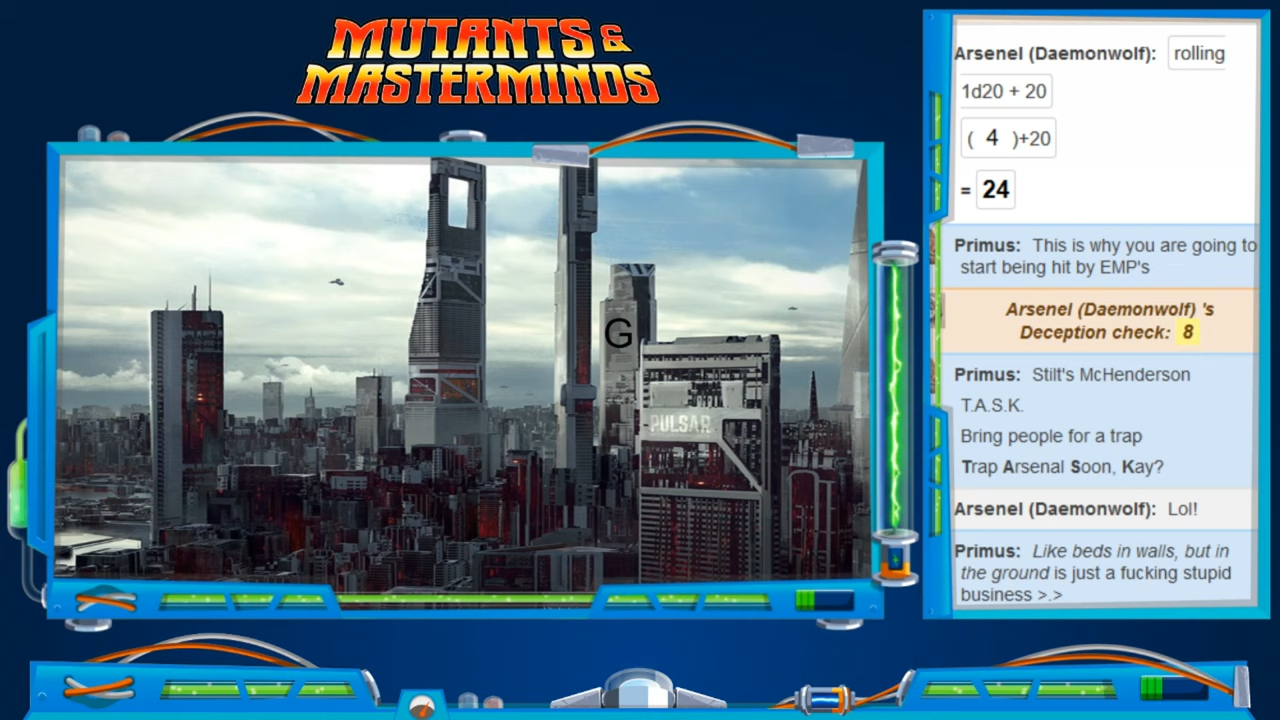 MUTANTS &
MASTERMINDS
G
PULSAR
Arsenel (Daemonwolf): rolling
1d20 + 20
( 4 )+20
= 24
Primus: This is why you are going to
start being hit by EMP's
Arsenel (Daemonwolf) 's
Deception check: 8
Primus: Stilt's McHenderson
T.A.S.K.
Bring people for a trap
Trap Arsenal Soon, Kay?
Arsenel (Daemonwolf): Lol!
Primus: Like beds in walls, but in
the ground is just a fucking stupid
business >.>